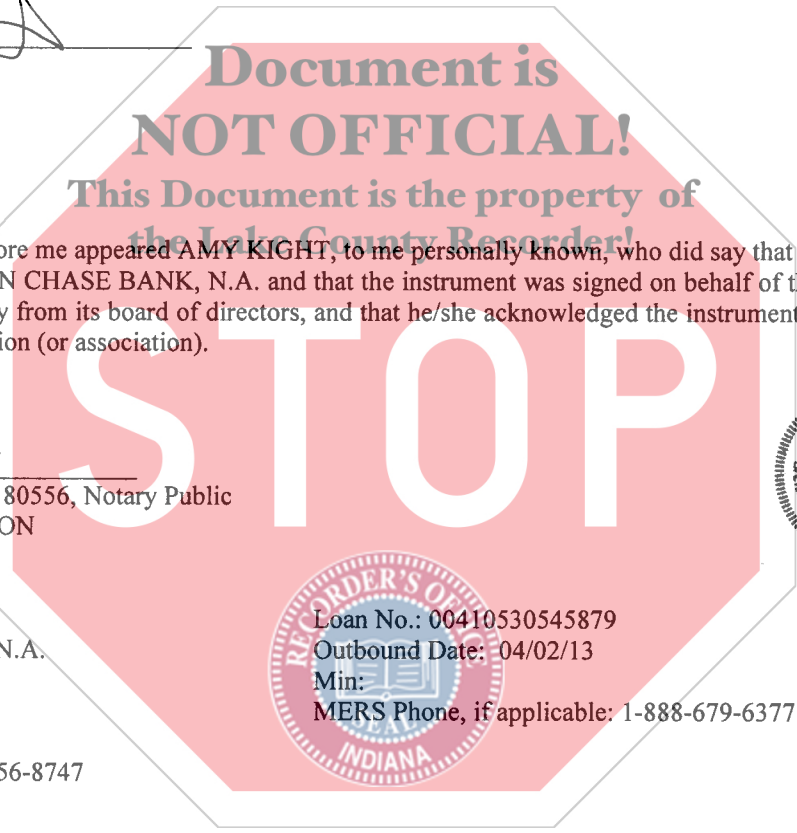 Document is
NOT OFFICIAL!
This Document is the property of
the Lake County Recorder!
ore me appeared AMY KIGHT, to me personally known, who did say that
N CHASE BANK, N.A. and that the instrument was signed on behalf of t
y from its board of directors, and that he/she acknowledged the instrument
ion (or association).
STOP
80556, Notary Public
ON
RECORDER'S OFFICE
Loan No.: 00410530545879
N.A.
Outbound Date: 04/02/13
Min:
MERS Phone, if applicable: 1-888-679-6377
SEAL
INDIANA
56-8747